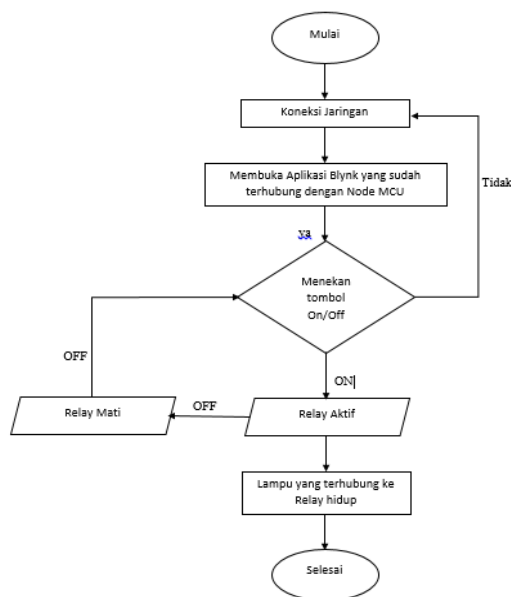 Mulai
Koneksi Jaringan
Membuka Aplikasi Blynk yang sudah
terhubung dengan Node MCU
Tidak
ya
Menekan
tombol
On/Off
OFF
ON
OFF
Relay Mati
Relay Aktif
Lampu yang terhubung ke
Relay hidup
Selesai